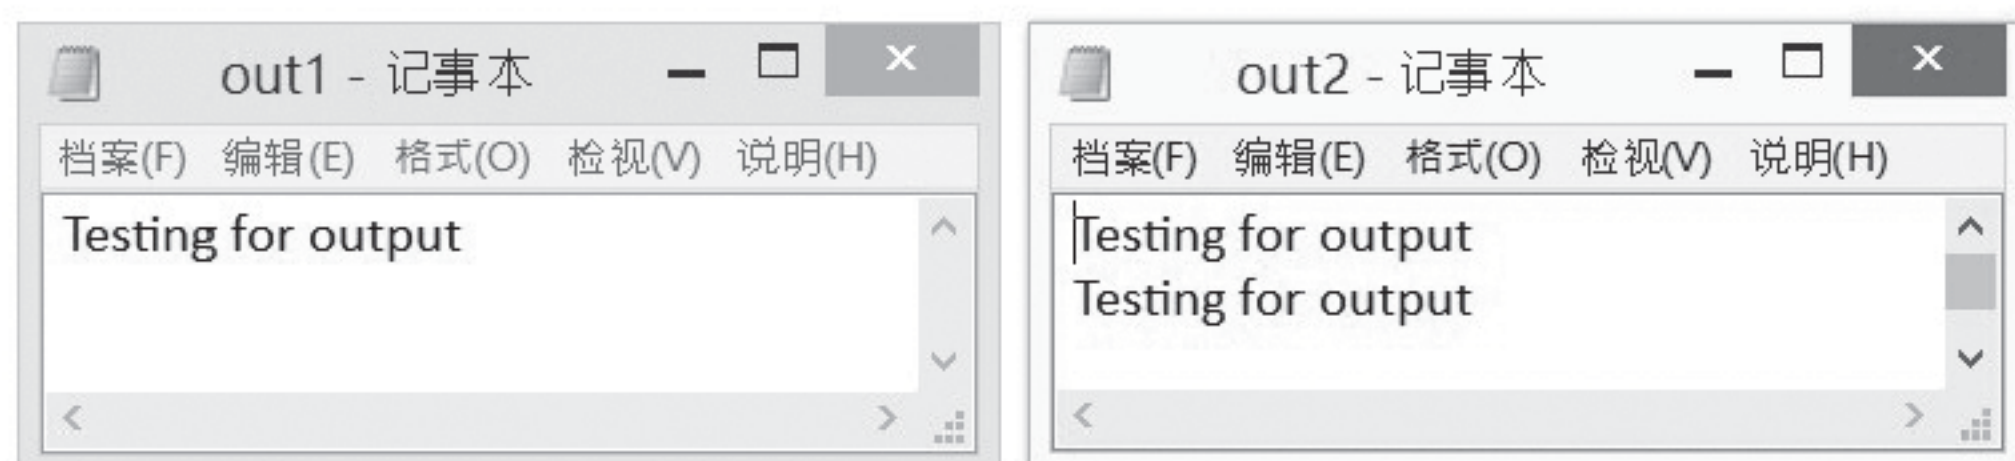 out1 - 记事本
档案(F) 编辑(E) 格式(O) 检视(V) 说明(H)
Testing for output
out2 - 记事本
档案(F) 编辑(E) 格式(O) 检视(V) 说明(H)
Testing for output
Testing for output